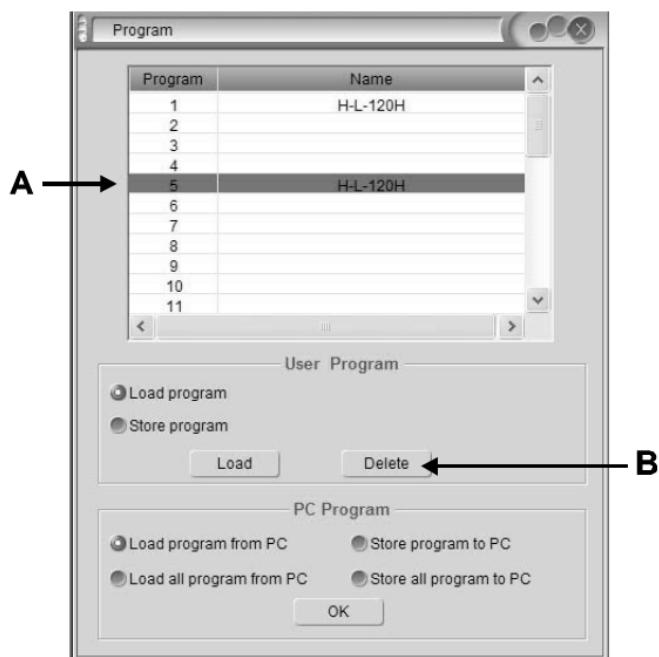 Program
Program Name
1 H-L-120H
2
3
4
A
5 H-L-120H
6
7
8
9
10
11
User Program
Load program
Store program
Load Delete
B
PC Program
Load program from PC Store program to PC
Load all program from PC Store all program to PC
OK